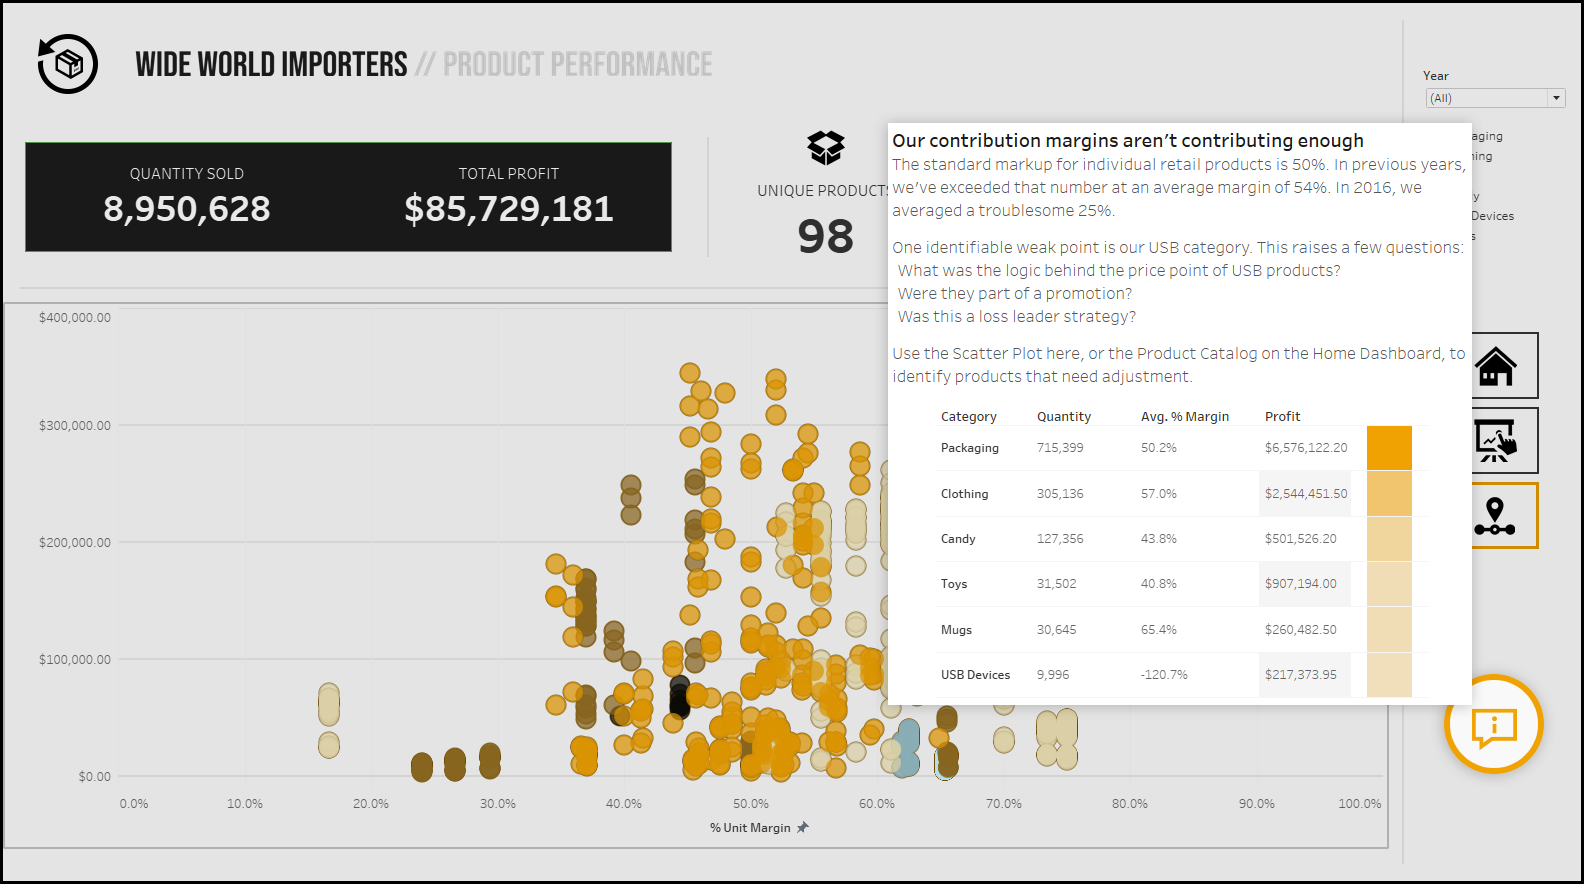 WIDE WORLD IMPORTERS // PRODUCT PERFORMANCE
Year
(All)
QUANTITY SOLD
8,950,628
TOTAL PROFIT
$85,729,181
UNIQUE PRODUCTS
98
Our contribution margins aren't contributing enough
The standard markup for individual retail products is 50%. In previous years,
we've exceeded that number at an average margin of 54%. In 2016, we
averaged a troublesome 25%.
One identifiable weak point is our USB category. This raises a few questions:
What was the logic behind the price point of USB products?
Were they part of a promotion?
Was this a loss leader strategy?
Use the Scatter Plot here, or the Product Catalog on the Home Dashboard, to
identify products that need adjustment.
Category Quantity Avg. % Margin Profit
Packaging 715,399 50.2% $6,576,122.20
Clothing 305,136 57.0% $2,544,451.50
Candy 127,356 43.8% $501,526.20
Toys 31,502 40.8% $907,194.00
Mugs 30,645 65.4% $260,482.50
USB Devices 9,996 -120.7% $217,373.95
aging
ing
y
Devices
s
$400,000.00
$300,000.00
$200,000.00
$100,000.00
$0.00
0.0% 10.0% 20.0% 30.0% 40.0% 50.0% 60.0% 70.0% 80.0% 90.0% 100.0%
% Unit Margin